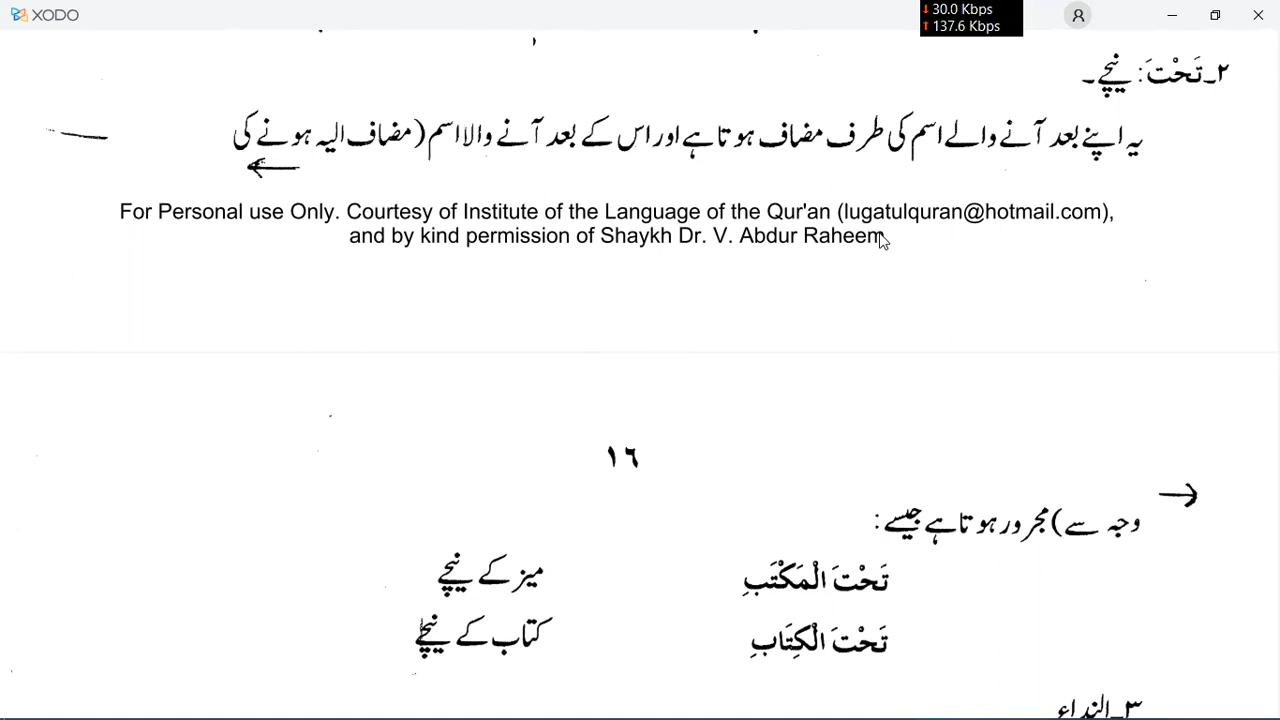 XODO
↓ 30.0 Kbps
↑ 137.6 Kbps
٢۔ تَحْتَ: نیچے۔
یہ اپنے بعد آنے والے اسم کی طرف مضاف ہوتا ہے اور اس کے بعد آنے والا اسم (مضاف الیہ ہونے کی
For Personal use Only. Courtesy of Institute of the Language of the Qur'an (lugatulquran@hotmail.com),
and by kind permission of Shaykh Dr. V. Abdur Raheem
١٦
وجہ سے) مجرور ہوتا ہے جیسے:
تَحْتَ الْمَكْتَبِ میز کے نیچے
تَحْتَ الْكِتَابِ کتاب کے نیچے
٣۔ النداء